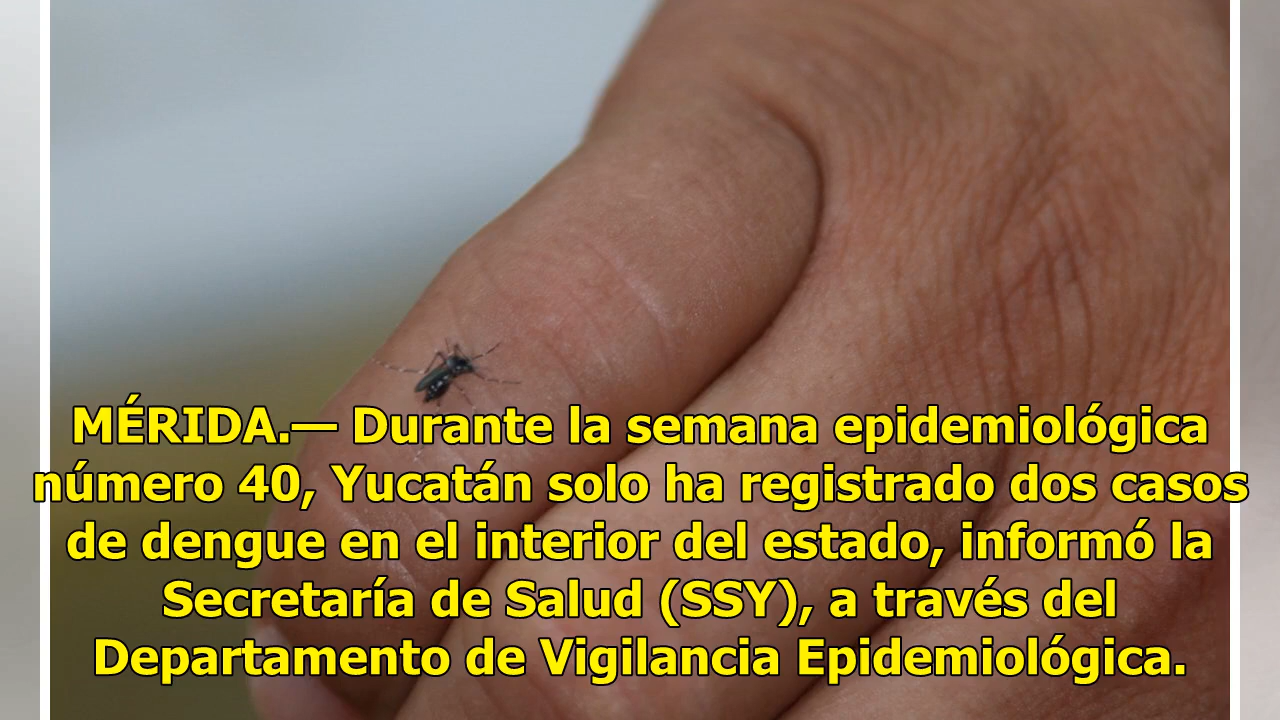 MÉRIDA.— Durante la semana epidemiológica
número 40, Yucatán solo ha registrado dos casos
de dengue en el interior del estado, informó la
Secretaría de Salud (SSY), a través del
Departamento de Vigilancia Epidemiológica.